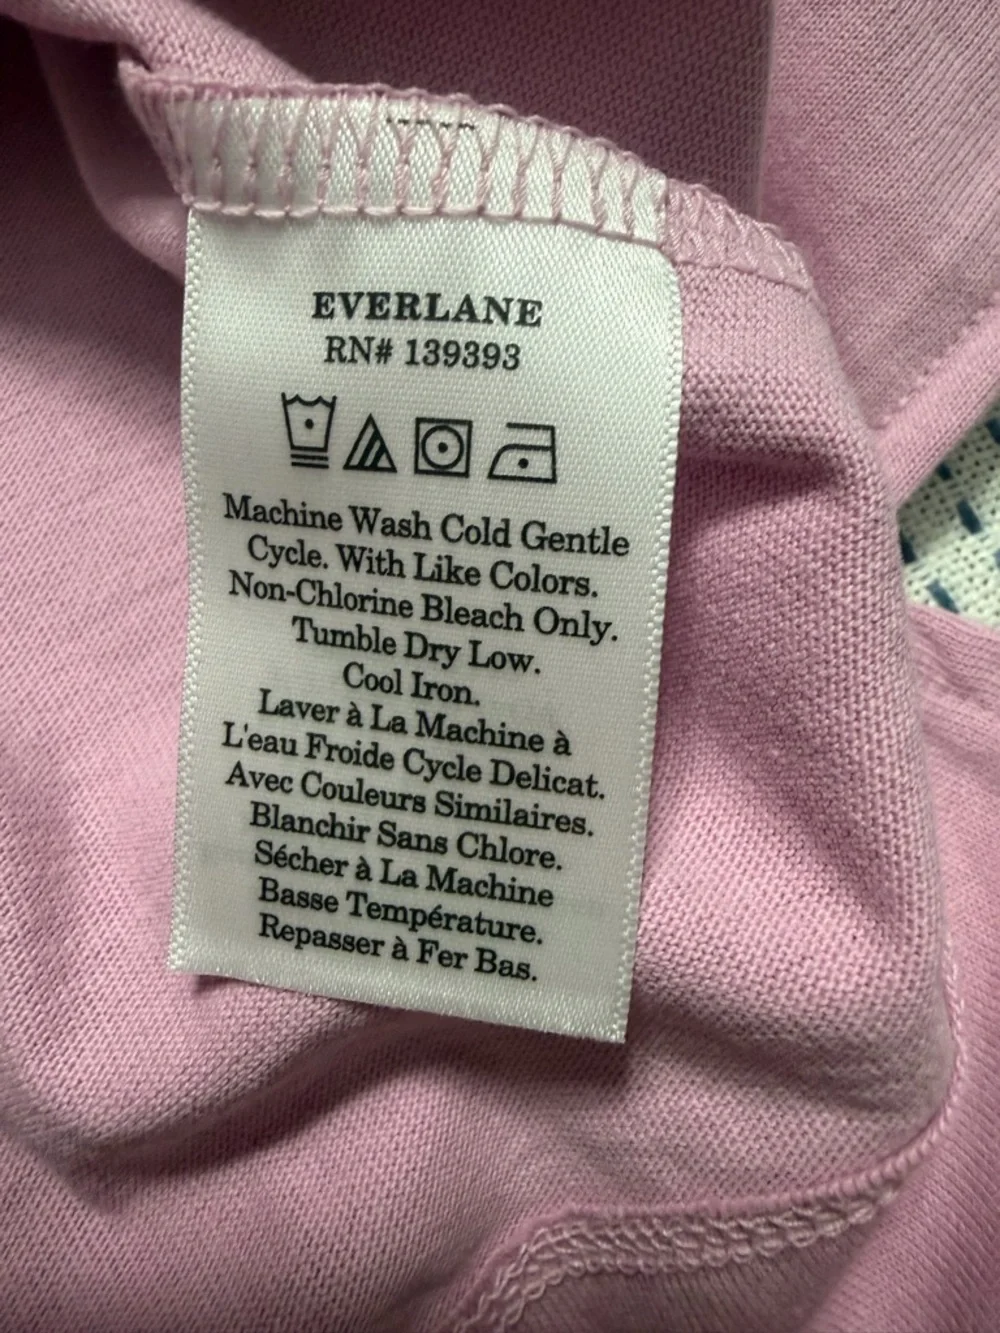 EVERLANE
RN# 139393
Machine Wash Cold Gentle
Cycle. With Like Colors.
Non-Chlorine Bleach Only.
Tumble Dry Low.
Cool Iron.
Laver à La Machine à
L'eau Froide Cycle Delicat.
Avec Couleurs Similaires.
Blanchir Sans Chlore.
Sécher à La Machine
Basse Température.
Repasser à Fer Bas.